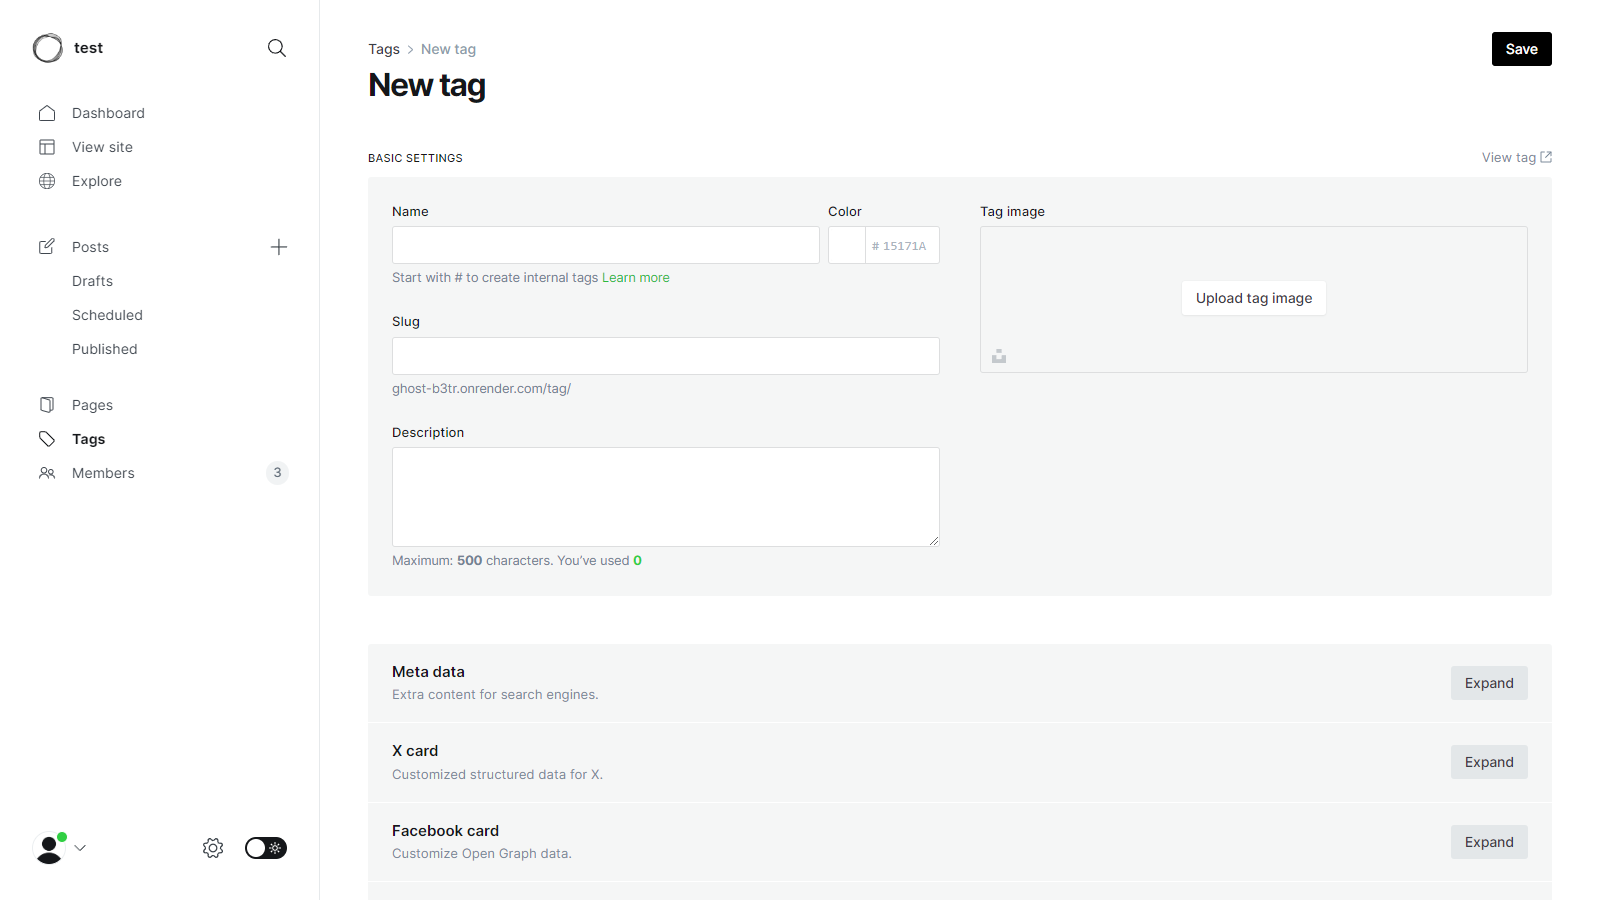 test
Dashboard
View site
Explore
Posts
Drafts
Scheduled
Published
Pages
Tags
Members
3
Tags
New tag
Save
New tag
BASIC SETTINGS
View tag
Name
Color
# 15171A
Start with # to create internal tags Learn more
Slug
ghost-b3tr.onrender.com/tag/
Description
Maximum: 500 characters. You’ve used 0
Tag image
Upload tag image
Meta data
Extra content for search engines.
Expand
X card
Customized structured data for X.
Expand
Facebook card
Customize Open Graph data.
Expand